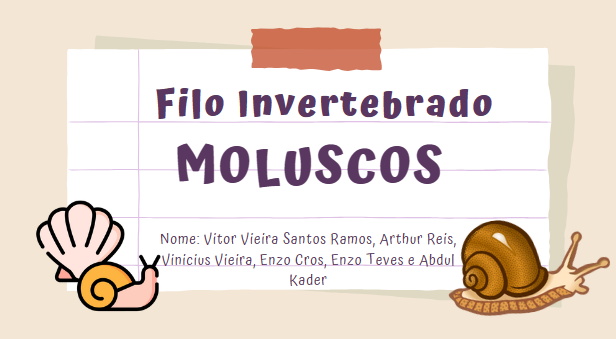 Filo Invertebrado
MOLUSCOS
Nome: Vitor Vieira Santos Ramos, Arthur Reis,
Vinicius Vieira, Enzo Cros, Enzo Teves e Abdul
Kader